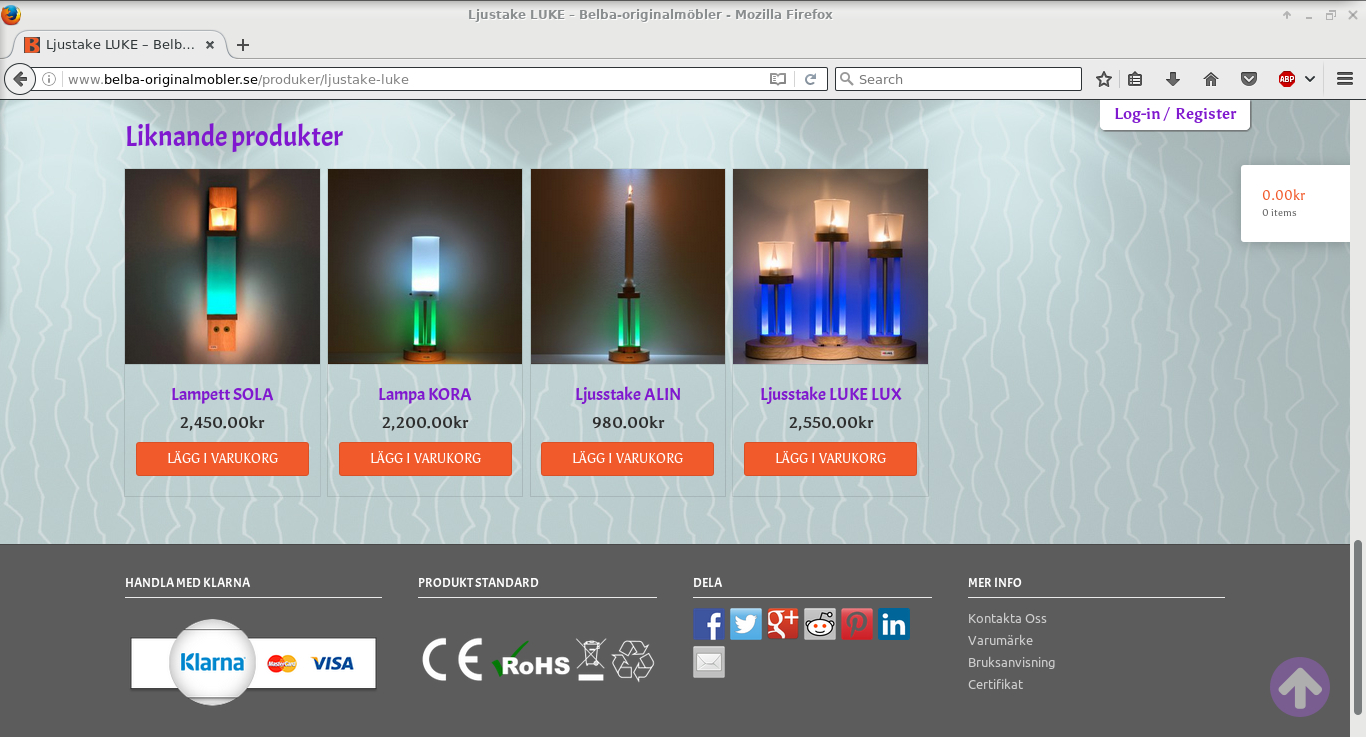 Ljustake LUKE – Belba-originalmöbler - Mozilla Firefox
Ljustake LUKE – Belb...
www.belba-originalmobler.se/produker/ljustake-luke
Search
ABP
Log-in / Register
Liknande produkter
0.00kr
0 items
Lampett SOLA
2,450.00kr
LÄGG I VARUKORG
Lampa KORA
2,200.00kr
LÄGG I VARUKORG
Ljusstake ALIN
980.00kr
LÄGG I VARUKORG
Ljusstake LUKE LUX
2,550.00kr
LÄGG I VARUKORG
HANDLA MED KLARNA
Klarna
MasterCard
VISA
PRODUKT STANDARD
CE
RoHS
DELA
f
g+
in
MER INFO
Kontakta Oss
Varumärke
Bruksanvisning
Certifikat